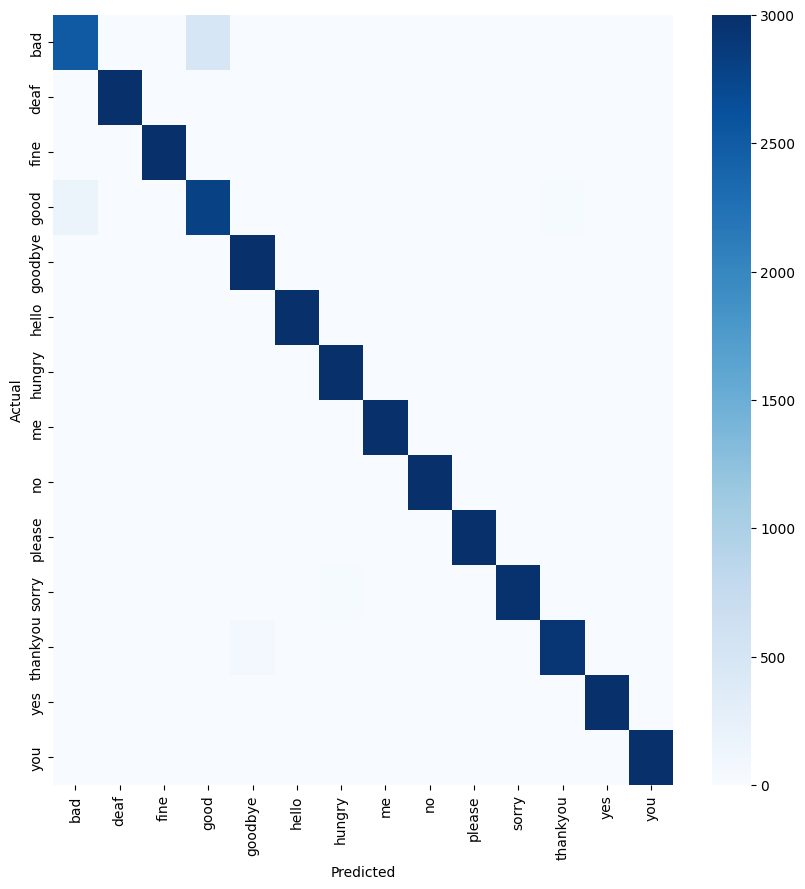 bad
deaf
fine
good
goodbye
hello
hungry
me
no
please
sorry
thankyou
yes
you
Actual
bad
deaf
fine
good
goodbye
hello
hungry
me
no
please
sorry
thankyou
yes
you
Predicted
3000
2500
2000
1500
1000
500
0